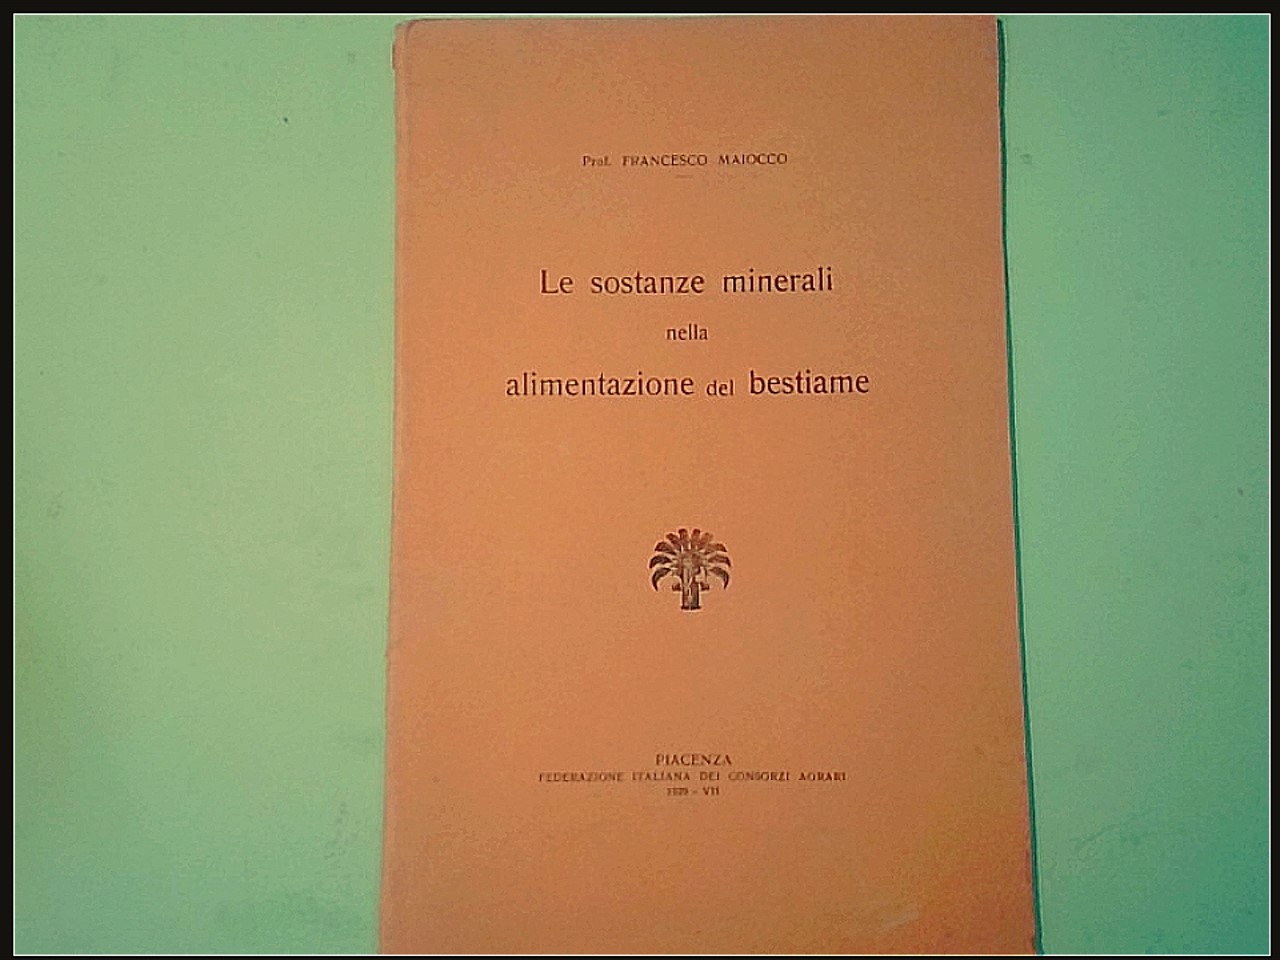 Prof. FRANCESCO MAIOCCO
Le sostanze minerali
nella
alimentazione del bestiame
PIACENZA
FEDERAZIONE ITALIANA DEI CONSORZI AGRARI
1929 - VII